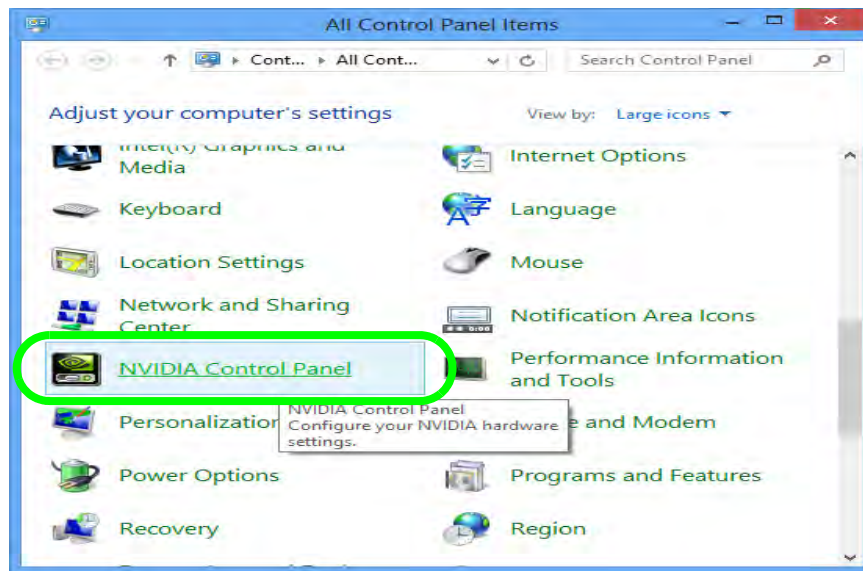 All Control Panel Items
Cont... All Cont...
Search Control Panel
Adjust your computer's settings
View by: Large icons
Intel(R) Graphics and
Media
Internet Options
Keyboard
Language
Location Settings
Mouse
Network and Sharing
Center
Notification Area Icons
NVIDIA Control Panel
Performance Information
and Tools
NVIDIA Control Panel
Configure your NVIDIA hardware
settings.
Personalization
e and Modem
Power Options
Programs and Features
Recovery
Region